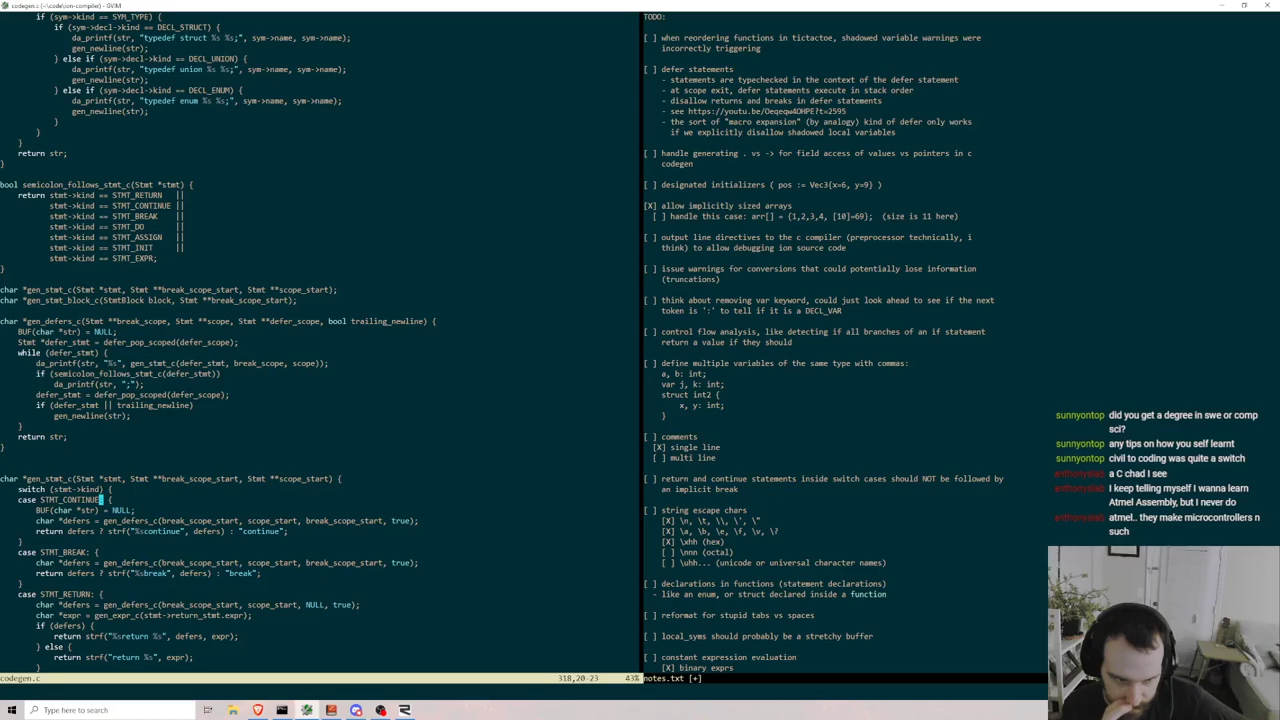 codegen.c (~\code\ion-compiler) - GVIM
if (sym->kind == SYM_TYPE) {
if (sym->decl->kind == DECL_STRUCT) {
da_printf(str, "typedef struct %s %s;", sym->name, sym->name);
gen_newline(str);
} else if (sym->decl->kind == DECL_UNION) {
da_printf(str, "typedef union %s %s;", sym->name, sym->name);
gen_newline(str);
} else if (sym->decl->kind == DECL_ENUM) {
da_printf(str, "typedef enum %s %s;", sym->name, sym->name);
gen_newline(str);
}
}
}
return str;
}
bool semicolon_follows_stmt_c(Stmt *stmt) {
return stmt->kind == STMT_RETURN ||
stmt->kind == STMT_CONTINUE ||
stmt->kind == STMT_BREAK ||
stmt->kind == STMT_DO ||
stmt->kind == STMT_ASSIGN ||
stmt->kind == STMT_INIT ||
stmt->kind == STMT_EXPR;
}
char *gen_stmt_c(Stmt *stmt, Stmt **break_scope_start, Stmt **scope_start);
char *gen_stmt_block_c(StmtBlock block, Stmt **break_scope_start, Stmt **scope_start);
char *gen_defers_c(Stmt **break_scope, Stmt **scope, Stmt **defer_scope, bool trailing_newline) {
BUF(char *str) = NULL;
Stmt *defer_stmt = defer_pop_scoped(defer_scope);
while (defer_stmt) {
da_printf(str, "%s", gen_stmt_c(defer_stmt, break_scope, scope));
if (semicolon_follows_stmt_c(defer_stmt))
da_printf(str, ";");
defer_stmt = defer_pop_scoped(defer_scope);
if (defer_stmt || trailing_newline)
gen_newline(str);
}
return str;
}
char *gen_stmt_c(Stmt *stmt, Stmt **break_scope_start, Stmt **scope_start) {
switch (stmt->kind) {
case STMT_CONTINUE: {
BUF(char *str) = NULL;
char *defers = gen_defers_c(break_scope_start, scope_start, break_scope_start, true);
return defers ? strf("%scontinue", defers) : "continue";
}
case STMT_BREAK: {
char *defers = gen_defers_c(break_scope_start, scope_start, break_scope_start, true);
return defers ? strf("%sbreak", defers) : "break";
}
case STMT_RETURN: {
char *defers = gen_defers_c(break_scope_start, scope_start, NULL, true);
char *expr = gen_expr_c(stmt->return_stmt.expr);
if (defers) {
return strf("%sreturn %s", defers, expr);
} else {
return strf("return %s", expr);
}
codegen.c 318,20-23 43%
TODO:
[ ] when reordering functions in tictactoe, shadowed variable warnings were
incorrectly triggering
[ ] defer statements
- statements are typechecked in the context of the defer statement
- at scope exit, defer statements execute in stack order
- disallow returns and breaks in defer statements
- see https://youtu.be/Oeqeqw4OHPE?t=2595
- the sort of "macro expansion" (by analogy) kind of defer only works
if we explicitly disallow shadowed local variables
[ ] handle generating . vs -> for field access of values vs pointers in c
codegen
[ ] designated initializers ( pos := Vec3{x=6, y=9} )
[X] allow implicitly sized arrays
[ ] handle this case: arr[] = {1,2,3,4, [10]=69}; (size is 11 here)
[ ] output line directives to the c compiler (preprocessor technically, i
think) to allow debugging ion source code
[ ] issue warnings for conversions that could potentially lose information
(truncations)
[ ] think about removing var keyword, could just look ahead to see if the next
token is ':' to tell if it is a DECL_VAR
[ ] control flow analysis, like detecting if all branches of an if statement
return a value if they should
[ ] define multiple variables of the same type with commas:
a, b: int;
var j, k: int;
struct int2 {
x, y: int;
}
[ ] comments
[X] single line
[ ] multi line
[ ] return and continue statements inside switch cases should NOT be followed by
an implicit break
[ ] string escape chars
[X] \n, \t, \\, \', \"
[X] \a, \b, \e, \f, \v, \?
[X] \xhh (hex)
[ ] \nnn (octal)
[ ] \uhh... (unicode or universal character names)
[ ] declarations in functions (statement declarations)
- like an enum, or struct declared inside a function
[ ] reformat for stupid tabs vs spaces
[ ] local_syms should probably be a stretchy buffer
[ ] constant expression evaluation
[X] binary exprs
notes.txt [+]
sunnyontop did you get a degree in swe or comp
sci?
sunnyontop any tips on how you self learnt
sunnyontop civil to coding was quite a switch
anthonyslab a C chad I see
anthonyslab I keep telling myself I wanna learn
Atmel Assembly, but I never do
anthonyslab atmel.. they make microcontrollers n
such
Type here to search